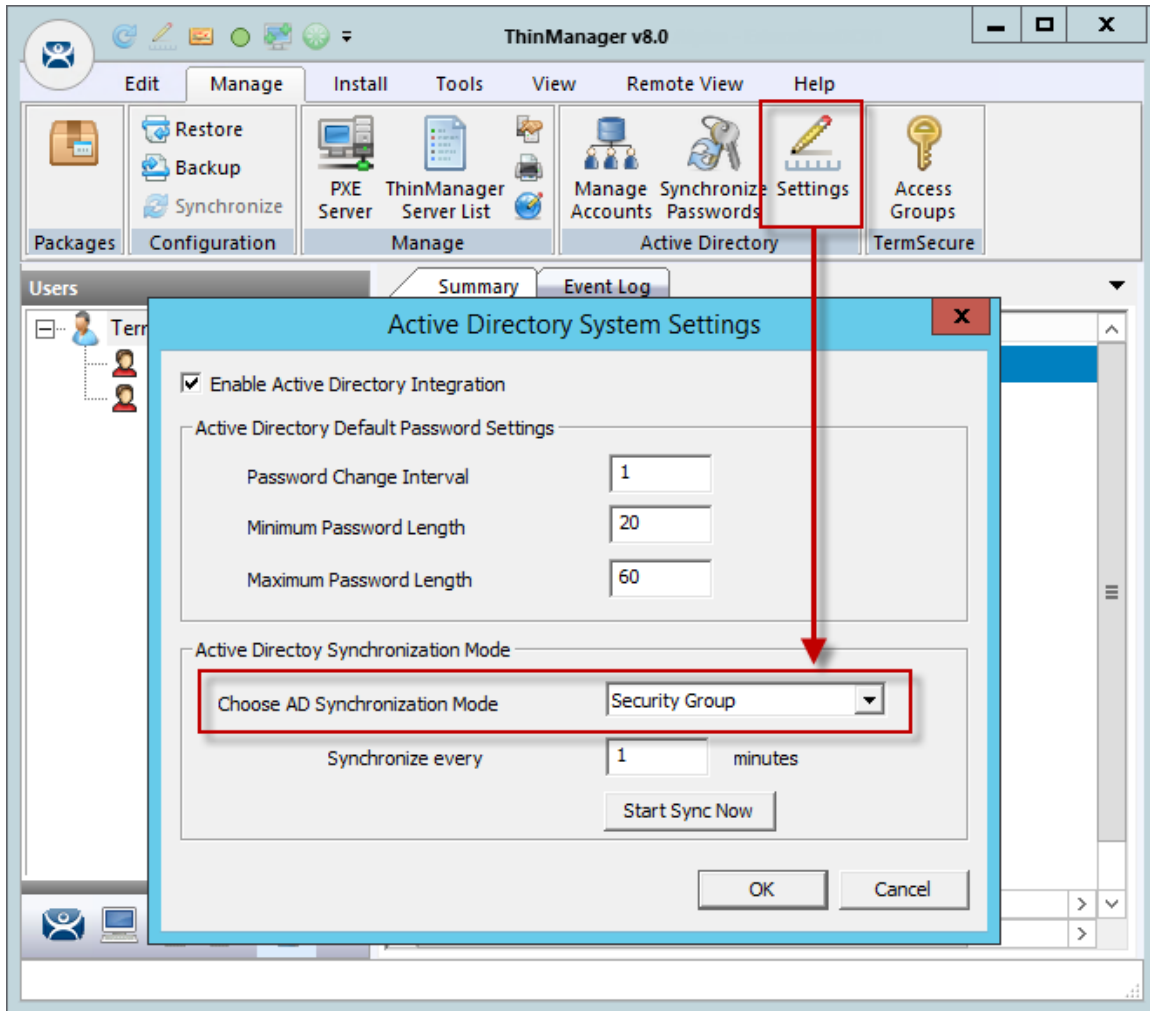 ThinManager v8.0
Edit Manage Install Tools View Remote View Help
Restore
Backup
Synchronize
PXE Server
ThinManager Server List
Manage Accounts
Synchronize Passwords
Settings
Access Groups
Packages Configuration Manage Active Directory TermSecure
Users
Summary Event Log
Active Directory System Settings
Enable Active Directory Integration
Active Directory Default Password Settings
Password Change Interval 1
Minimum Password Length 20
Maximum Password Length 60
Active Directoy Synchronization Mode
Choose AD Synchronization Mode Security Group
Synchronize every 1 minutes
Start Sync Now
OK Cancel